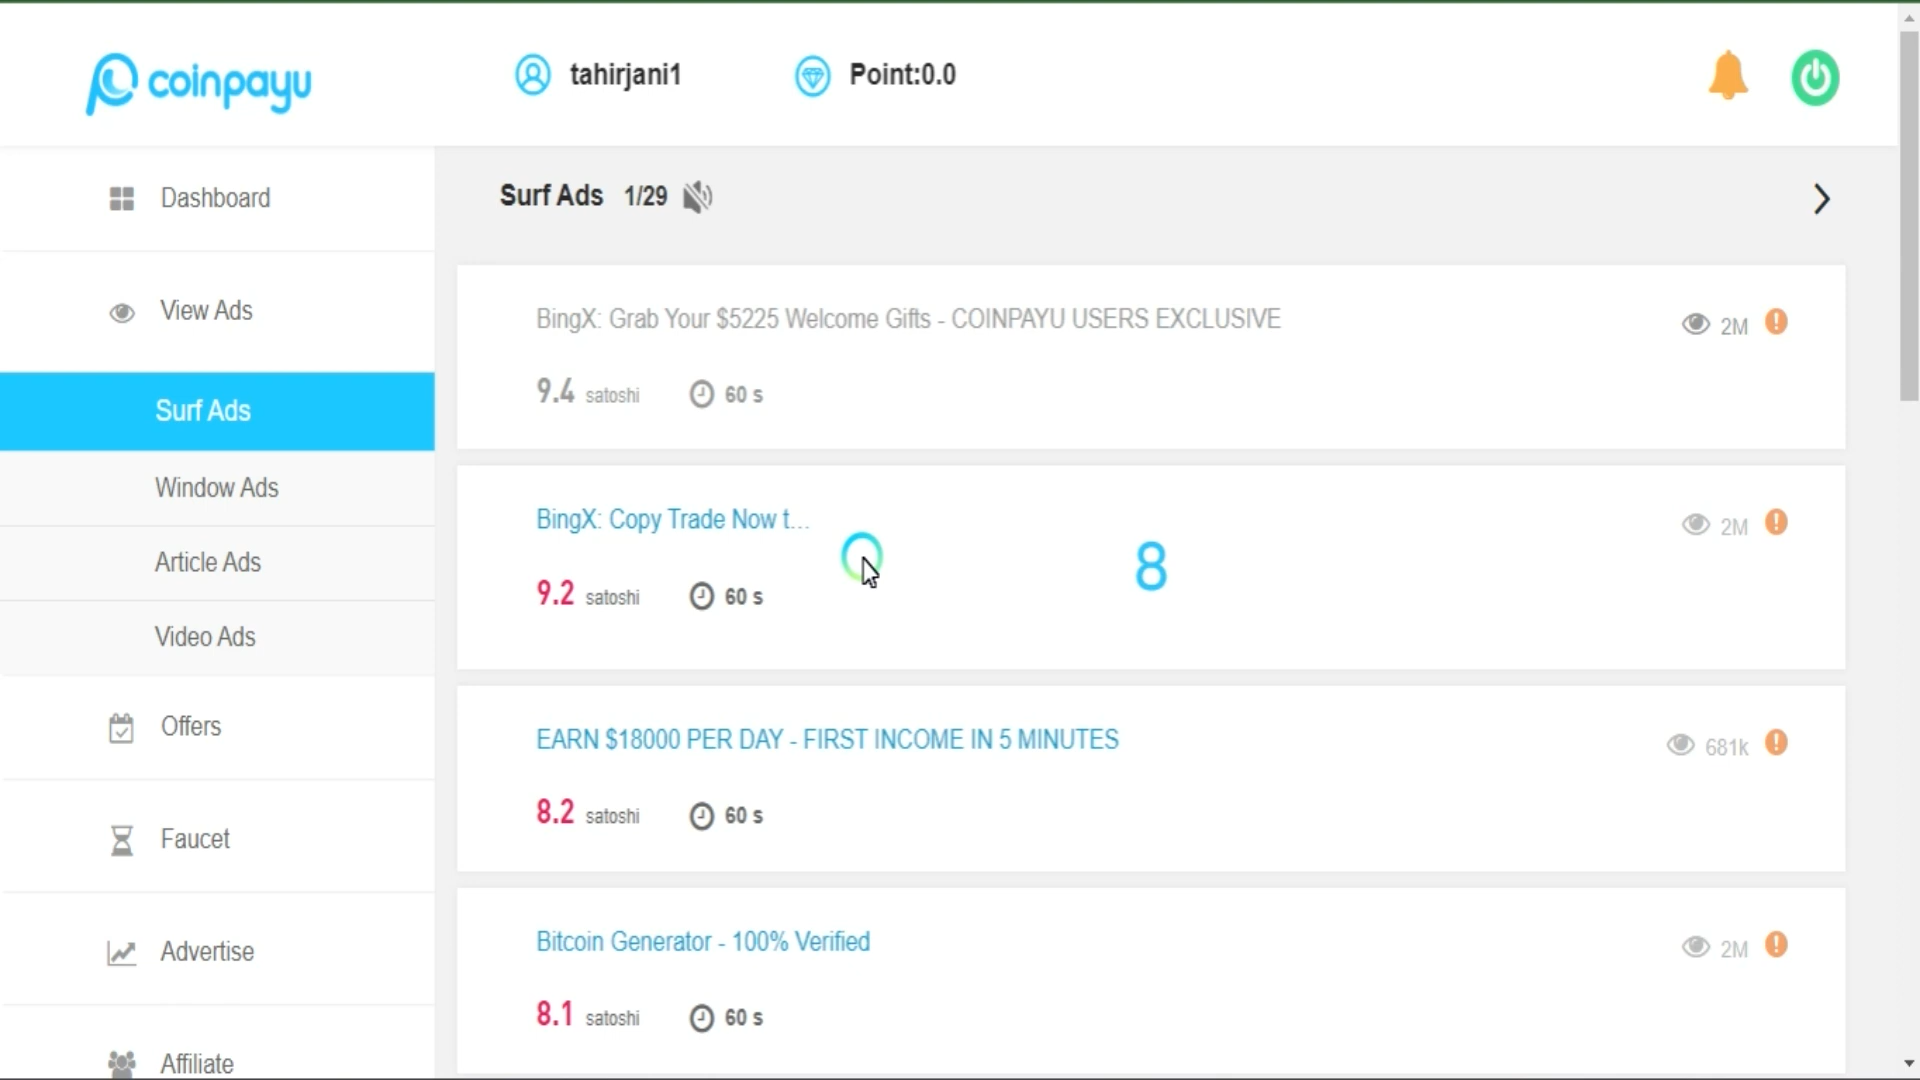 coinpayu
tahirjani1
Point:0.0
Dashboard
View Ads
Surf Ads
Window Ads
Article Ads
Video Ads
Offers
Faucet
Advertise
Affiliate
Surf Ads 1/29
BingX: Grab Your $5225 Welcome Gifts - COINPAYU USERS EXCLUSIVE
2M
9.4 satoshi 60 s
BingX: Copy Trade Now t...
2M
8
9.2 satoshi 60 s
EARN $18000 PER DAY - FIRST INCOME IN 5 MINUTES
681k
8.2 satoshi 60 s
Bitcoin Generator - 100% Verified
2M
8.1 satoshi 60 s